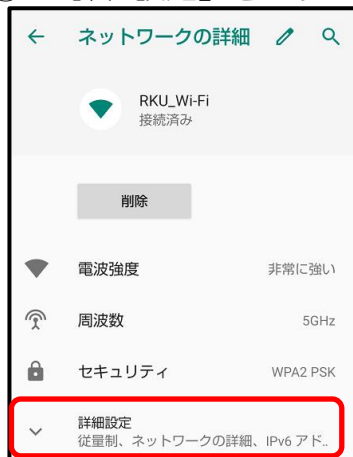 ネットワークの詳細
RKU_Wi-Fi
接続済み
削除
電波強度 非常に強い
周波数 5GHz
セキュリティ WPA2 PSK
詳細設定
従量制、ネットワークの詳細、IPv6 アド..